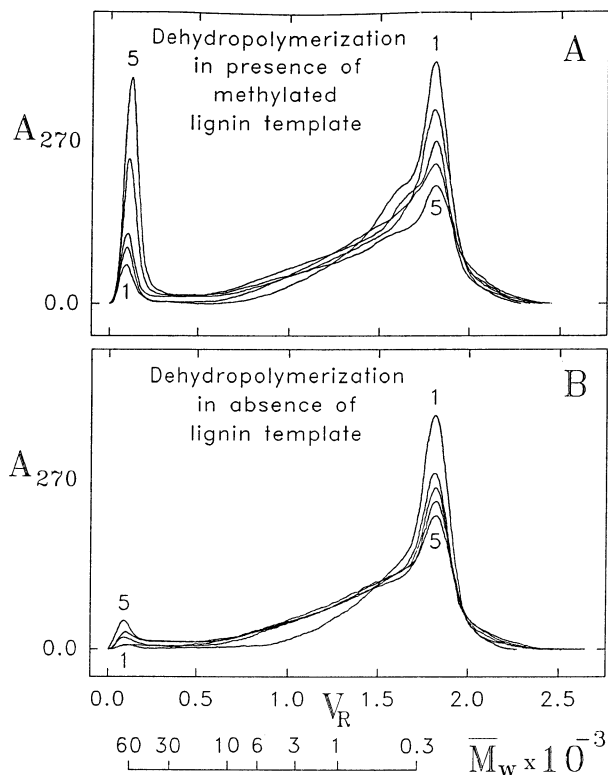 Dehydropolymerization
in presence of
methylated
lignin template
A
5
1
A270
5
0.0
1
Dehydropolymerization
in absence of
lignin template
B
1
A270
5
5
0.0
1
0.0 0.5 1.0 1.5 2.0 2.5
VR
60 30 10 6 3 1 0.3 M̅w x 10⁻³